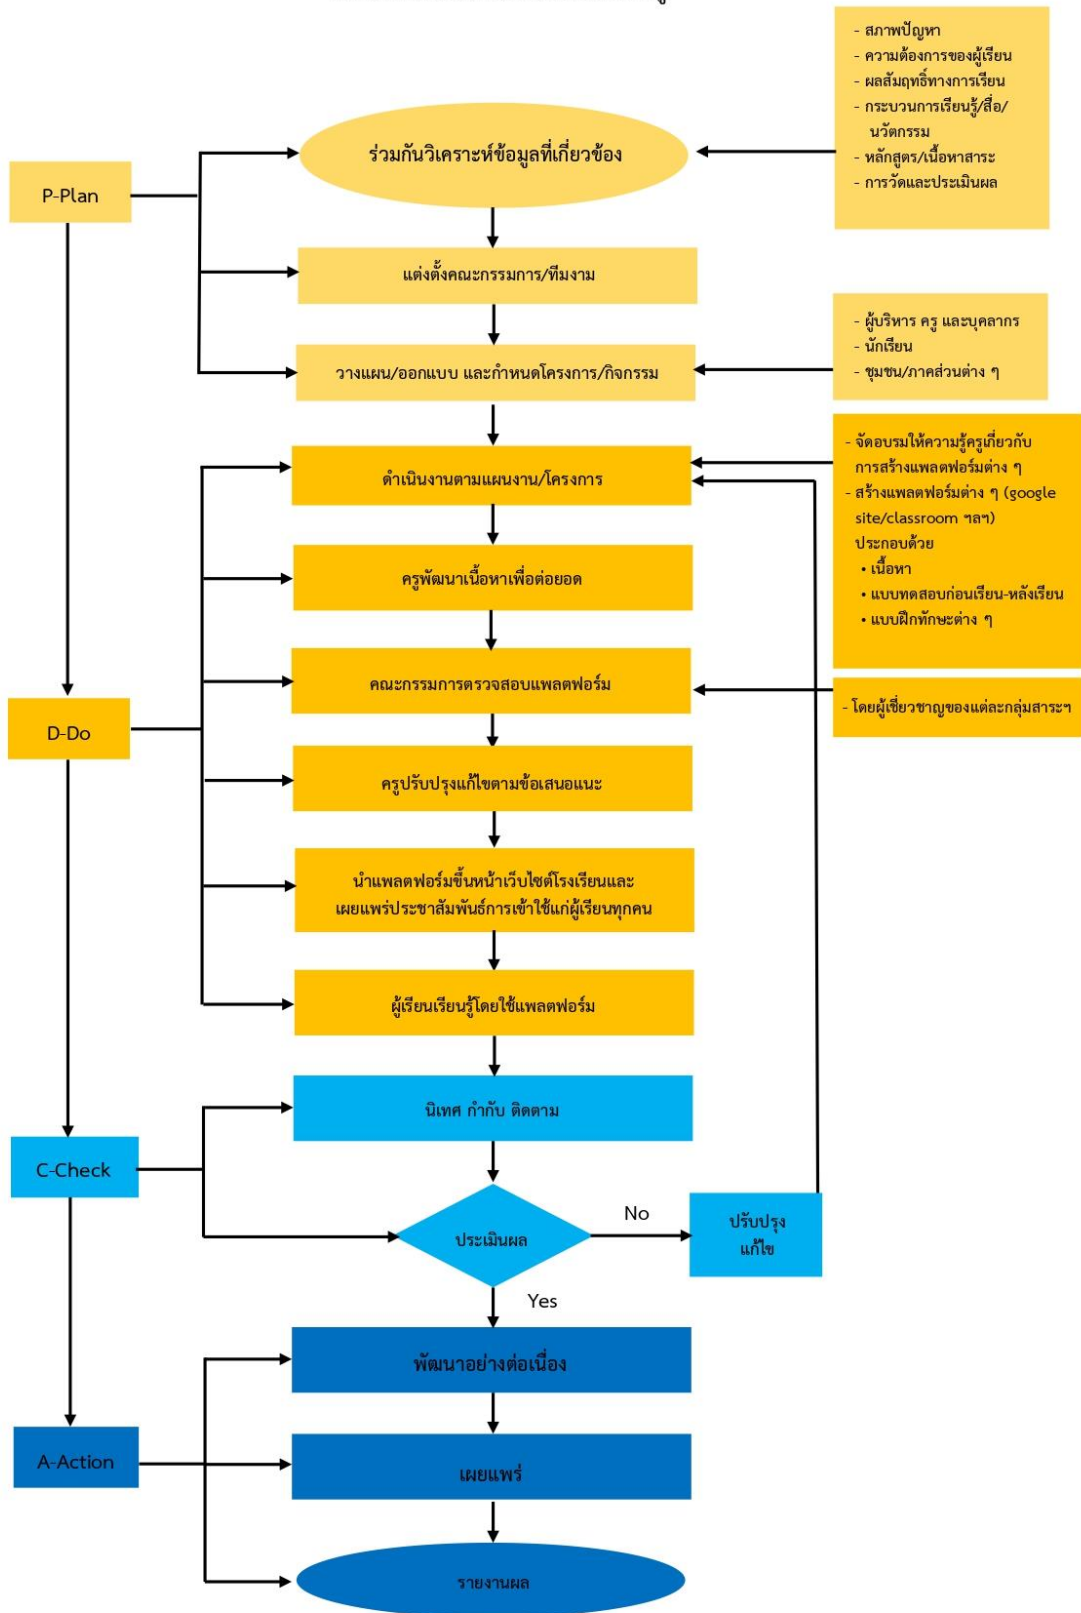 - สภาพปัญหา
- ความต้องการของผู้เรียน
- ผลสัมฤทธิ์ทางการเรียน
- กระบวนการเรียนรู้/สื่อ/
นวัตกรรม
- หลักสูตร/เนื้อหาสาระ
- การวัดและประเมินผล
ร่วมกันวิเคราะห์ข้อมูลที่เกี่ยวข้อง
P-Plan
แต่งตั้งคณะกรรมการ/ทีมงาม
- ผู้บริหาร ครู และบุคลากร
- นักเรียน
- ชุมชน/ภาคส่วนต่าง ๆ
วางแผน/ออกแบบ และกำหนดโครงการ/กิจกรรม
- จัดอบรมให้ความรู้ครูเกี่ยวกับ
การสร้างแพลตฟอร์มต่าง ๆ
- สร้างแพลตฟอร์มต่าง ๆ (google
site/classroom ฯลฯ)
ประกอบด้วย
• เนื้อหา
• แบบทดสอบก่อนเรียน-หลังเรียน
• แบบฝึกทักษะต่าง ๆ
ดำเนินงานตามแผนงาน/โครงการ
ครูพัฒนาเนื้อหาเพื่อต่อยอด
คณะกรรมการตรวจสอบแพลตฟอร์ม
- โดยผู้เชี่ยวชาญของแต่ละกลุ่มสาระฯ
D-Do
ครูปรับปรุงแก้ไขตามข้อเสนอแนะ
นำแพลตฟอร์มขึ้นหน้าเว็บไซต์โรงเรียนและ
เผยแพร่ประชาสัมพันธ์การเข้าใช้แก่ผู้เรียนทุกคน
ผู้เรียนเรียนรู้โดยใช้แพลตฟอร์ม
นิเทศ กำกับ ติดตาม
C-Check
ประเมินผล
No
ปรับปรุง
แก้ไข
Yes
พัฒนาอย่างต่อเนื่อง
A-Action
เผยแพร่
รายงานผล